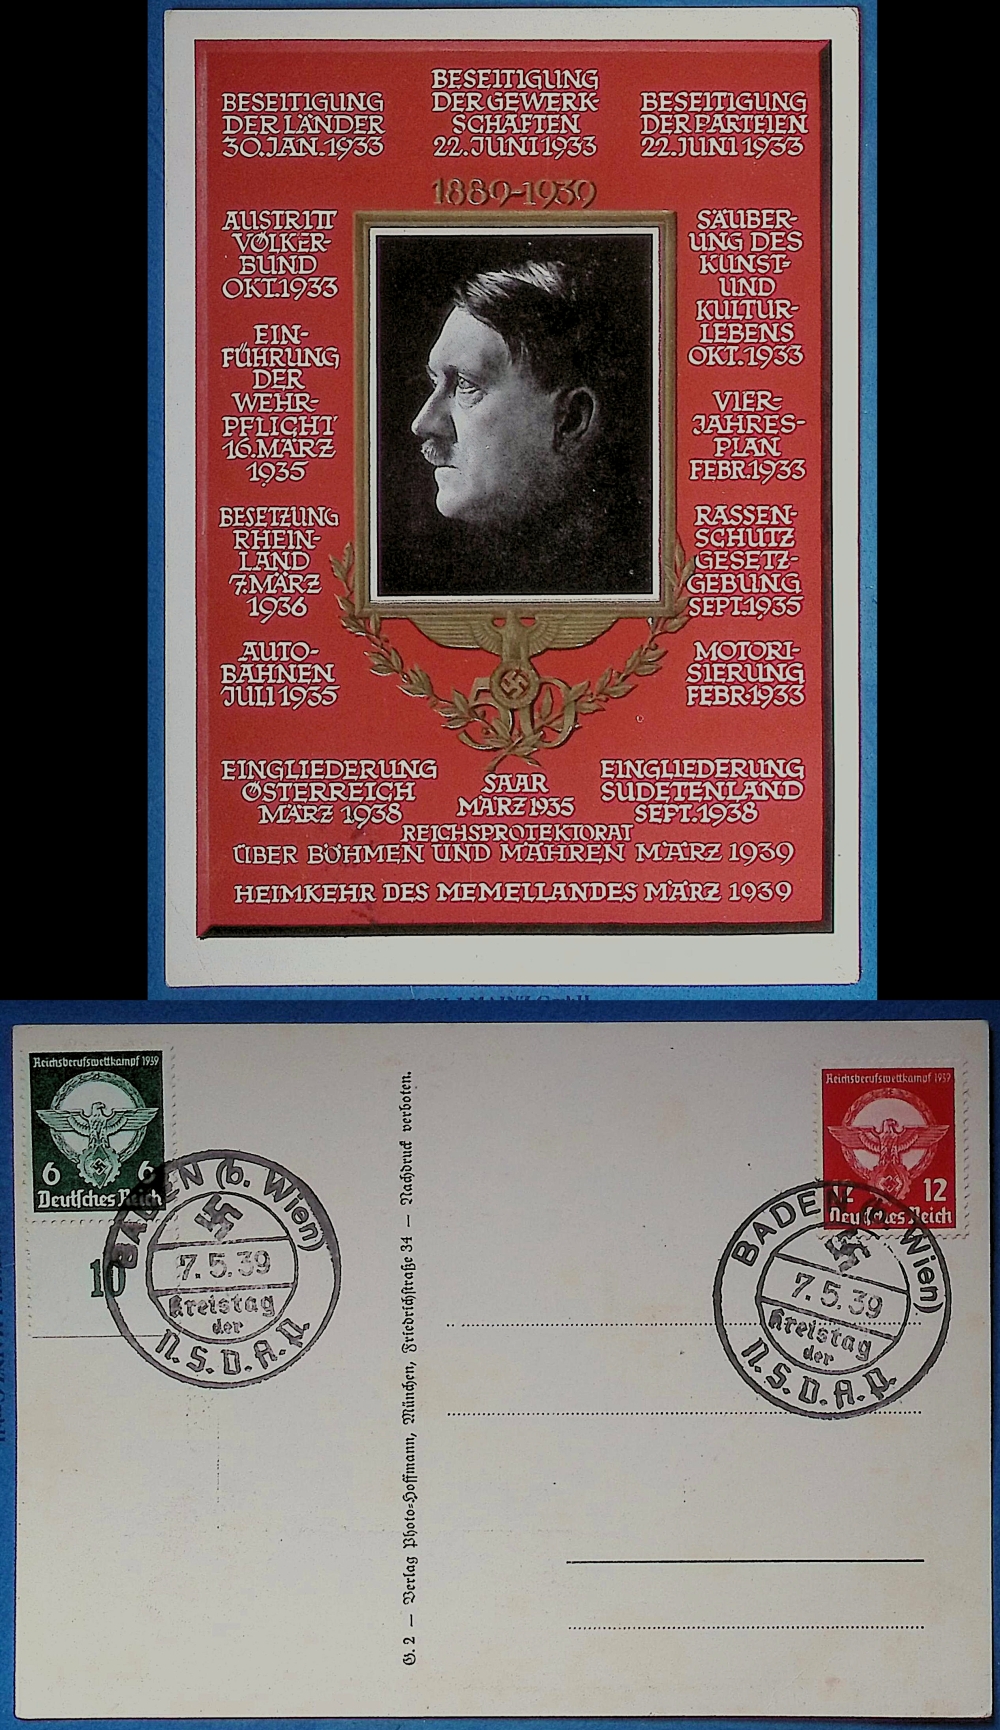 BESEITIGUNG
DER LÄNDER
30.JAN.1933
BESEITIGUNG
DER GEWERK-
SCHAFTEN
22.JUNI 1933
BESEITIGUNG
DER PARTEIEN
22.JUNI 1933
1889-1939
AUSTRITT
VÖLKER-
BUND
OKT.1933
EIN-
FÜHRUNG
DER
WEHR-
PFLICHT
16.MÄRZ
1935
BESETZUNG
RHEIN-
LAND
7.MÄRZ
1936
AUTO-
BAHNEN
JULI 1935
SÄUBER-
UNG DES
KUNST-
UND
KULTUR-
LEBENS
OKT.1933
VIER-
JAHRES-
PLAN
FEBR.1933
RASSEN-
SCHUTZ
GESETZ-
GEBUNG
SEPT.1935
MOTORI-
SIERUNG
FEBR.1933
50
EINGLIEDERUNG
ÖSTERREICH
MÄRZ 1938
SAAR
MÄRZ 1935
EINGLIEDERUNG
SUDETENLAND
SEPT.1938
REICHSPROTEKTORAT
ÜBER BÖHMEN UND MÄHREN MÄRZ 1939
HEIMKEHR DES MEMELLANDES MÄRZ 1939
Reichsberufswettkampf 1939
6 6
Deutsches Reich
10
BADEN (b. Wien)
7.5.39
Kreistag
der
N.S.D.A.P.
G. 2 — Verlag Photo-Hoffmann, München, Friedrichstraße 34 — Nachdruck verboten.
Reichsberufswettkampf 1939
12 12
Deutsches Reich
BADEN (b. Wien)
7.5.39
Kreistag
der
N.S.D.A.P.